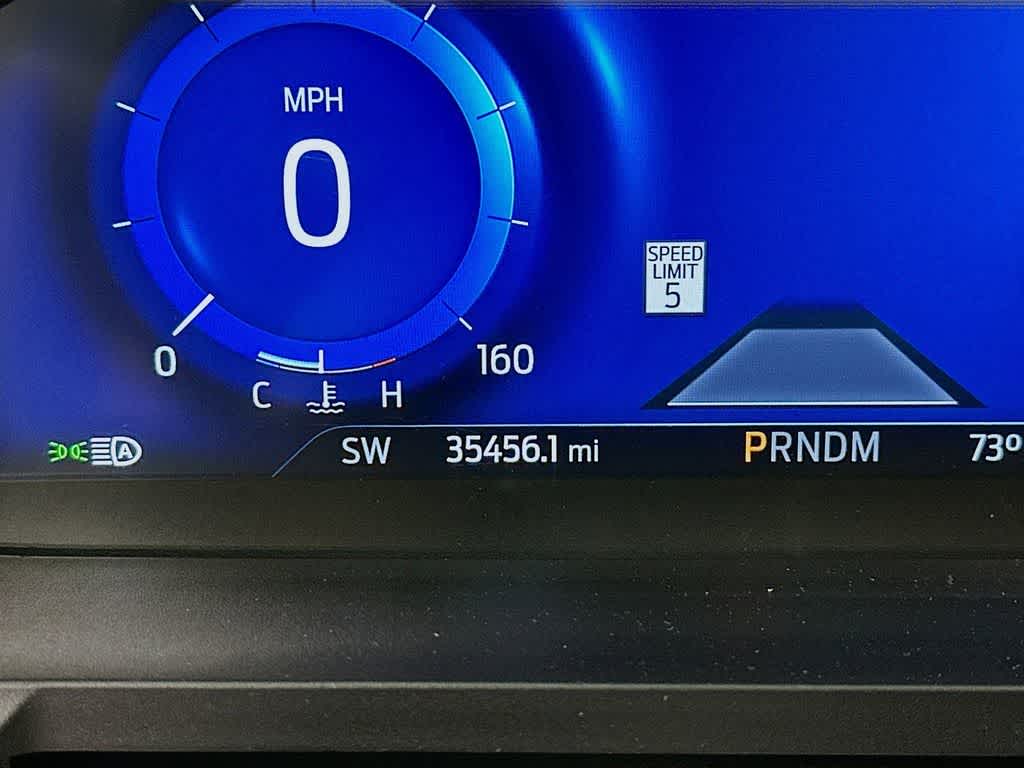 MPH
0
SPEED
LIMIT
5
0
160
C
H
A
SW
35456.1 mi
PRNDM
73°